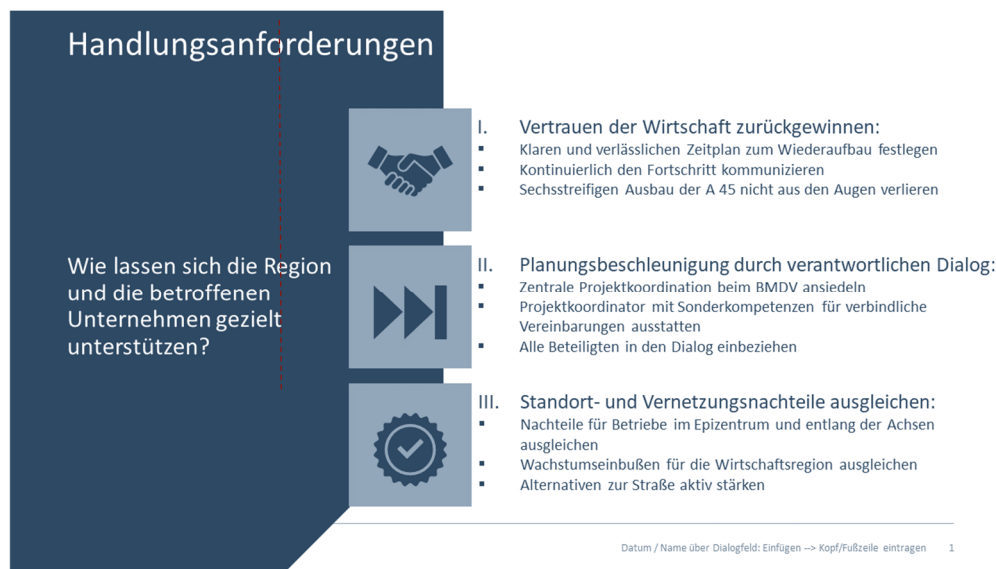 Handlungsanforderungen
Wie lassen sich die Region
und die betroffenen
Unternehmen gezielt
unterstützen?
I. Vertrauen der Wirtschaft zurückgewinnen:
▪ Klaren und verlässlichen Zeitplan zum Wiederaufbau festlegen
▪ Kontinuierlich den Fortschritt kommunizieren
▪ Sechsstreifigen Ausbau der A 45 nicht aus den Augen verlieren
II. Planungsbeschleunigung durch verantwortlichen Dialog:
▪ Zentrale Projektkoordination beim BMDV ansiedeln
▪ Projektkoordinator mit Sonderkompetenzen für verbindliche
Vereinbarungen ausstatten
▪ Alle Beteiligten in den Dialog einbeziehen
III. Standort- und Vernetzungsnachteile ausgleichen:
▪ Nachteile für Betriebe im Epizentrum und entlang der Achsen
ausgleichen
▪ Wachstumseinbußen für die Wirtschaftsregion ausgleichen
▪ Alternativen zur Straße aktiv stärken
Datum / Name über Dialogfeld: Einfügen --> Kopf/Fußzeile eintragen 1